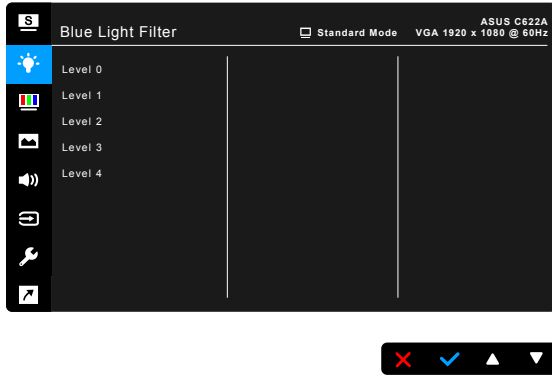 S
Blue Light Filter
Standard Mode
ASUS C622A
VGA 1920 x 1080 @ 60Hz
Level 0
Level 1
Level 2
Level 3
Level 4